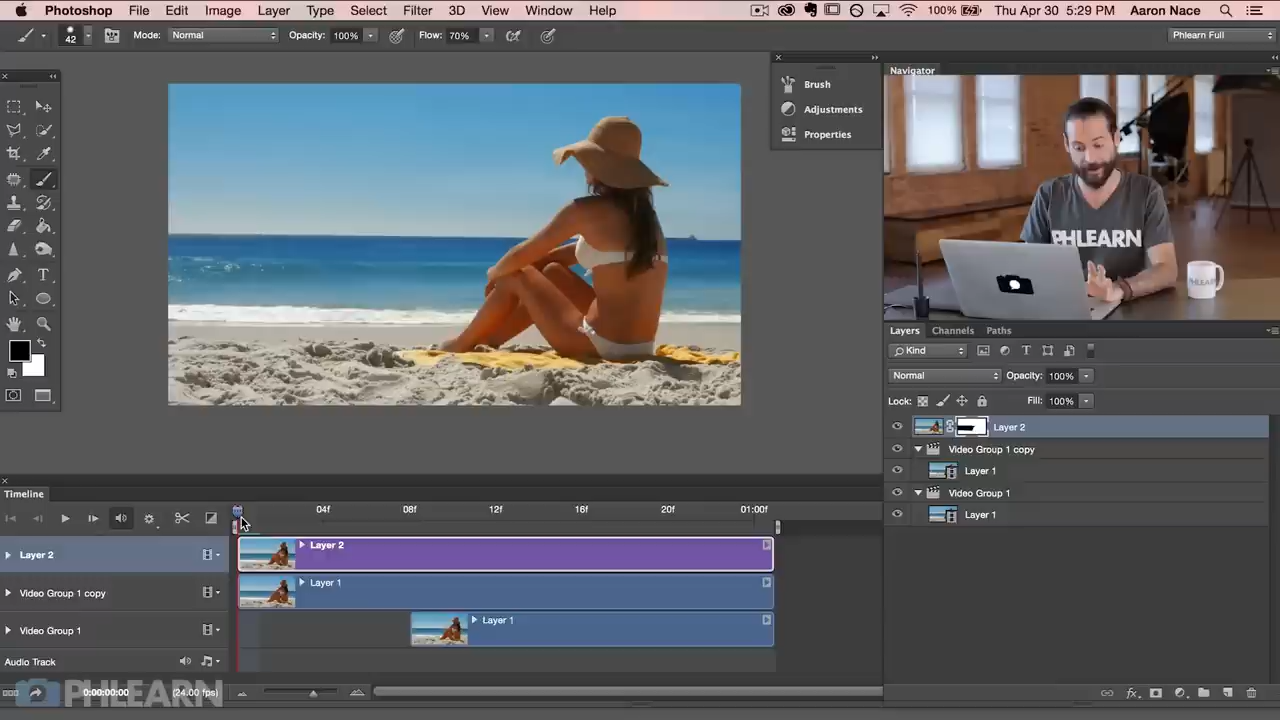 Photoshop File Edit Image Layer Type Select Filter 3D View Window Help 100% Thu Apr 30 5:29 PM Aaron Nace
42 Mode: Normal Opacity: 100% Flow: 70% Phlearn Full
Navigator
Brush
Adjustments
Properties
PHLEARN
PHLEARN
Layers Channels Paths
Kind
Normal Opacity: 100%
Lock: Fill: 100%
Layer 2
Video Group 1 copy
Layer 1
Video Group 1
Layer 1
Timeline
04f 08f 12f 16f 20f 01:00f
Layer 2 Layer 2
Video Group 1 copy Layer 1
Video Group 1 Layer 1
Audio Track
0:00:00:00 (24.00 fps)
PHLEARN